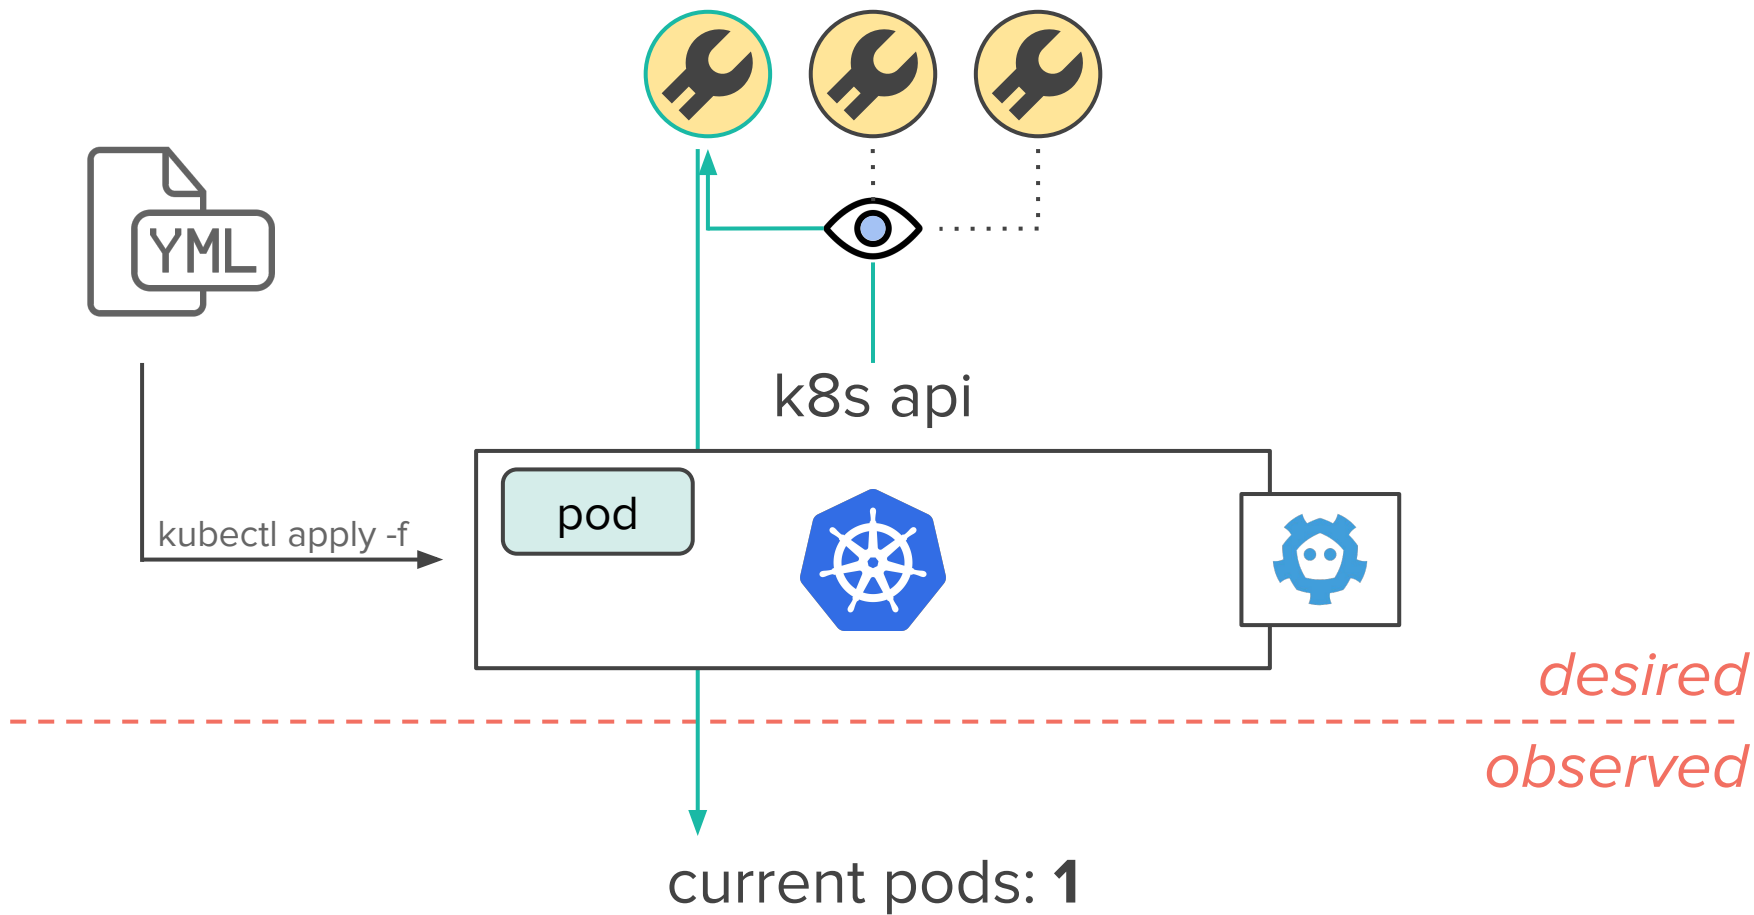 YML
k8s api
pod
kubectl apply -f
desired
observed
current pods: 1